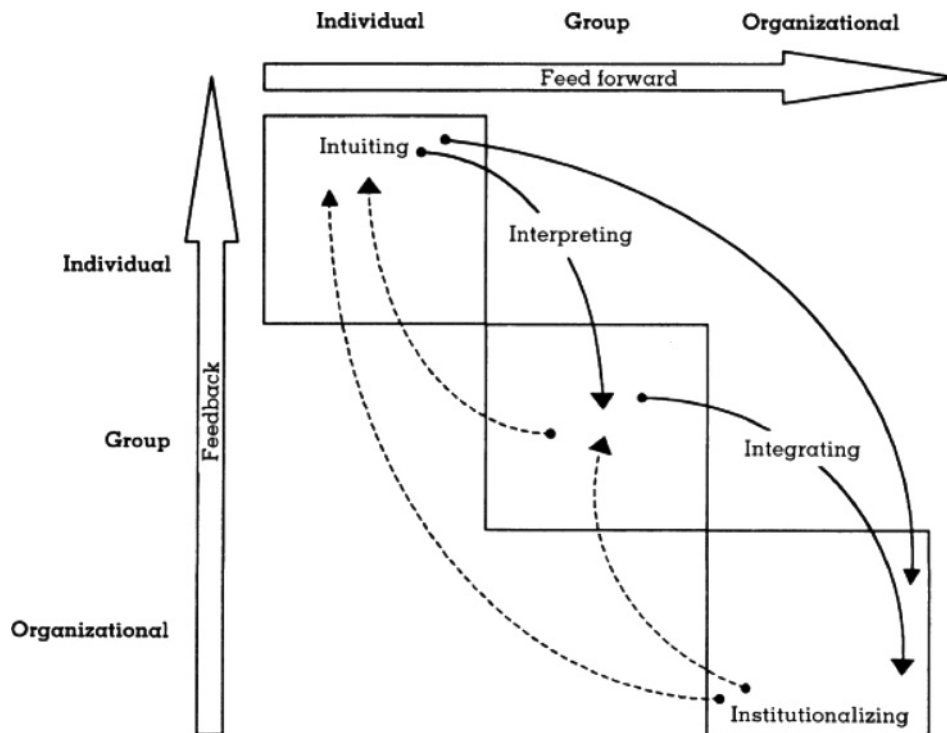 Individual
Group
Organizational
Feed forward
Intuiting
Interpreting
Individual
Feedback
Group
Integrating
Organizational
Institutionalizing